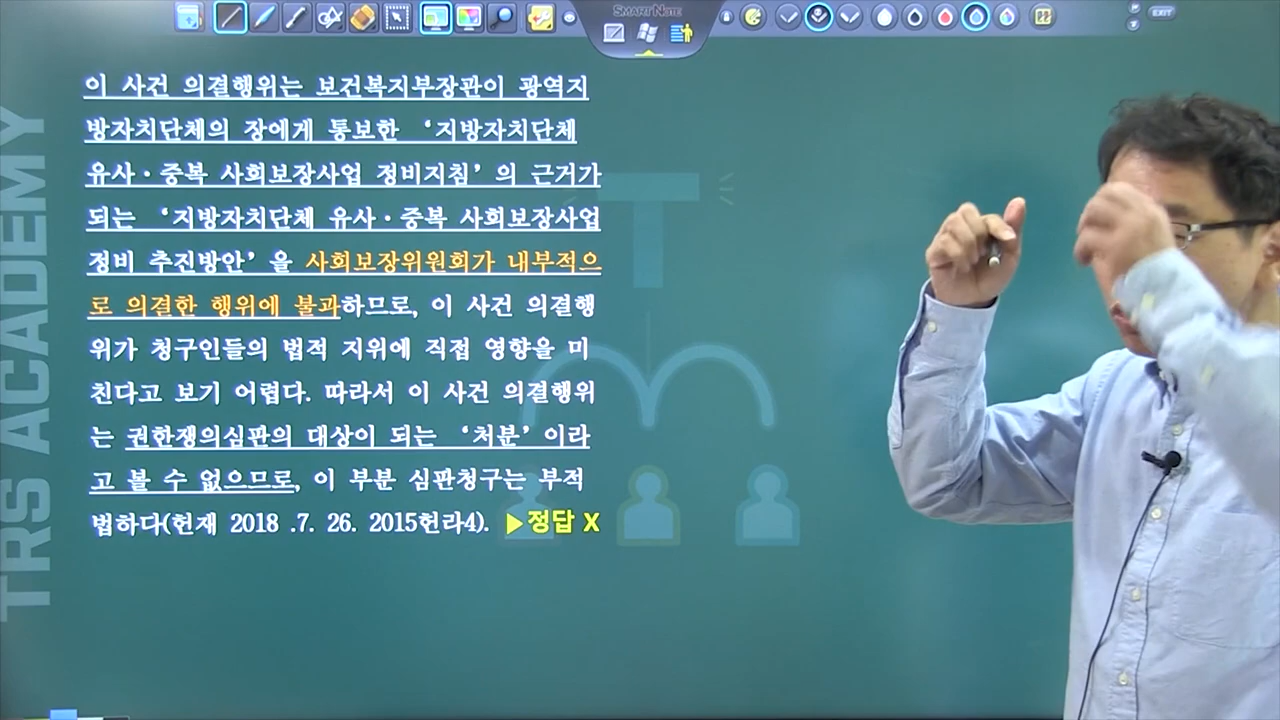 SMART NOTE
EXIT
이 사건 의결행위는 보건복지부장관이 광역지
방자치단체의 장에게 통보한 ‘지방자치단체
유사·중복 사회보장사업 정비지침’의 근거가
되는 ‘지방자치단체 유사·중복 사회보장사업
정비 추진방안’을 사회보장위원회가 내부적으
로 의결한 행위에 불과하므로, 이 사건 의결행
위가 청구인들의 법적 지위에 직접 영향을 미
친다고 보기 어렵다. 따라서 이 사건 의결행위
는 권한쟁의심판의 대상이 되는 ‘처분’이라
고 볼 수 없으므로, 이 부분 심판청구는 부적
법하다(헌재 2018 .7. 26. 2015헌라4). ▶정답 X
TRS ACADEMY